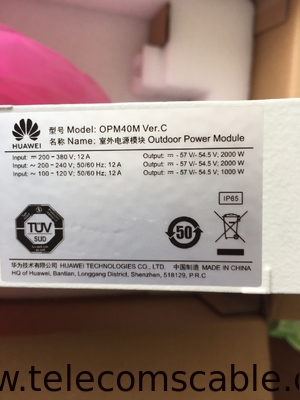 HUAWEI
型号 Model: OPM40M Ver.C
名称 Name: 室外电源模块 Outdoor Power Module
Input: ⎓ 200-380 V; 12 A Output: ⎓ - 57 V/- 54.5 V; 2000 W
Input: ~ 200-240 V; 50/60 Hz; 12A Output: ⎓ - 57 V/- 54.5 V; 2000 W
Input: ~ 100-120 V; 50/60 Hz; 12A Output: ⎓ - 57 V/- 54.5 V; 1000 W
IP65
TÜV
SUD
50
华为技术有限公司 HUAWEI TECHNOLOGIES CO., LTD. 中国制造 MADE IN CHINA
HQ of Huawei, Bantian, Longgang District, Shenzhen, 518129, P.R.C
w.telecomscable.c